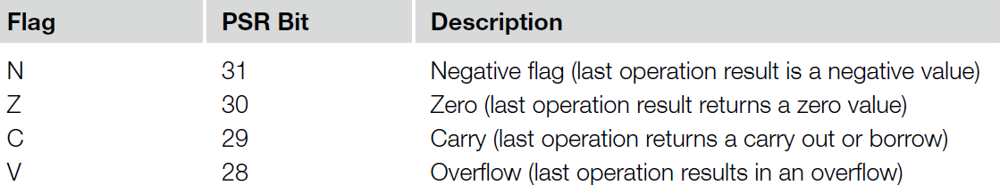 Flag PSR Bit Description
N 31 Negative flag (last operation result is a negative value)
Z 30 Zero (last operation result returns a zero value)
C 29 Carry (last operation returns a carry out or borrow)
V 28 Overflow (last operation results in an overflow)